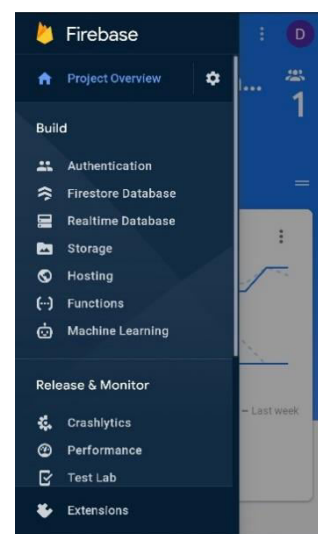 Firebase
D
Project Overview
1
Build
Authentication
Firestore Database
Realtime Database
Storage
Hosting
Functions
Machine Learning
Release & Monitor
Last week
Crashlytics
Performance
Test Lab
Extensions